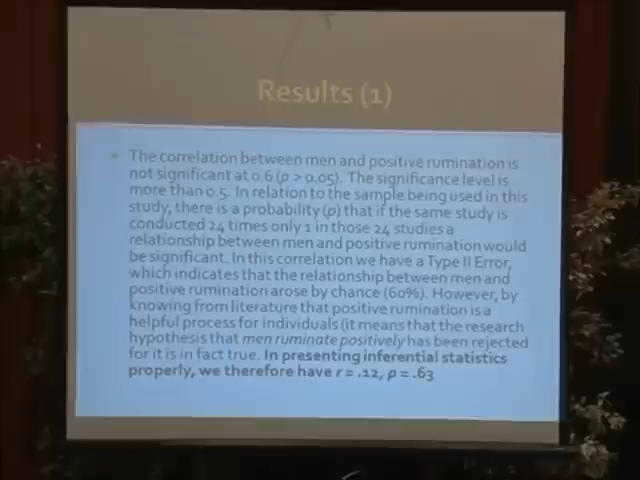 Results (1)
The correlation between men and positive rumination is
not significant at 0.6 (p > 0.05). The significance level is
more than 0.5. In relation to the sample being used in this
study, there is a probability (p) that if the same study is
conducted 24 times only 1 in those 24 studies a
relationship between men and positive rumination would
be significant. In this correlation we have a Type II Error,
which indicates that the relationship between men and
positive rumination arose by chance (60%). However, by
knowing from literature that positive rumination is a
helpful process for individuals (it means that the research
hypothesis that men ruminate positively has been rejected
for it is in fact true. In presenting inferential statistics
properly, we therefore have r = .12, p = .63